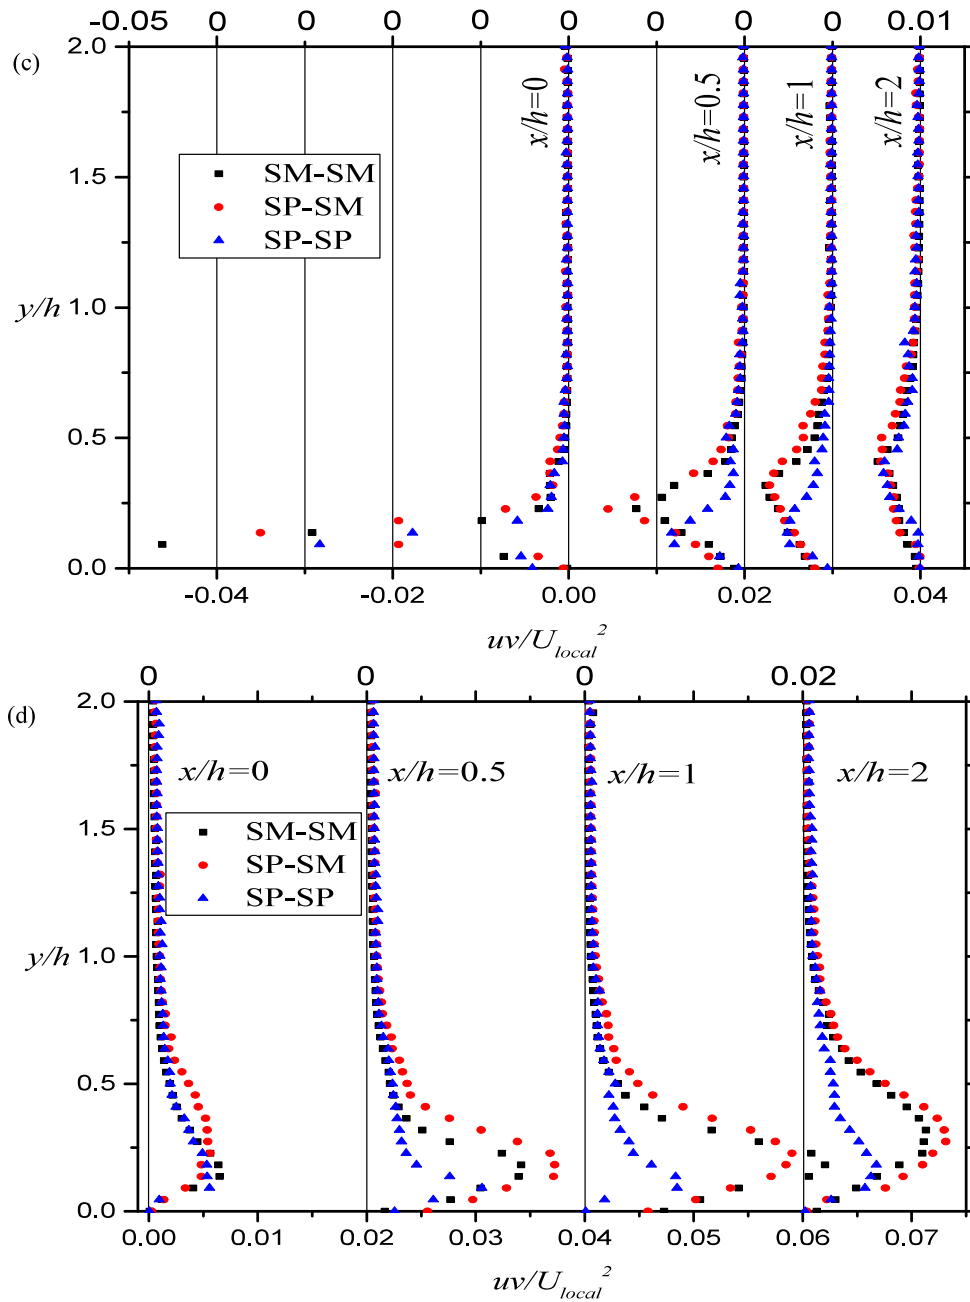 -0.05 0 0 0 0 0 0 0 0 0.01
(c)
2.0
x/h=0
x/h=0.5
x/h=1
x/h=2
1.5
SM-SM
SP-SM
SP-SP
y/h
1.0
0.5
0.0
-0.04 -0.02 0.00 0.02 0.04
uv/U_local^2
0 0 0 0.02
(d)
2.0
x/h=0 x/h=0.5 x/h=1 x/h=2
1.5
SM-SM
SP-SM
SP-SP
y/h
1.0
0.5
0.0
0.00 0.01 0.02 0.03 0.04 0.05 0.06 0.07
uv/U_local^2